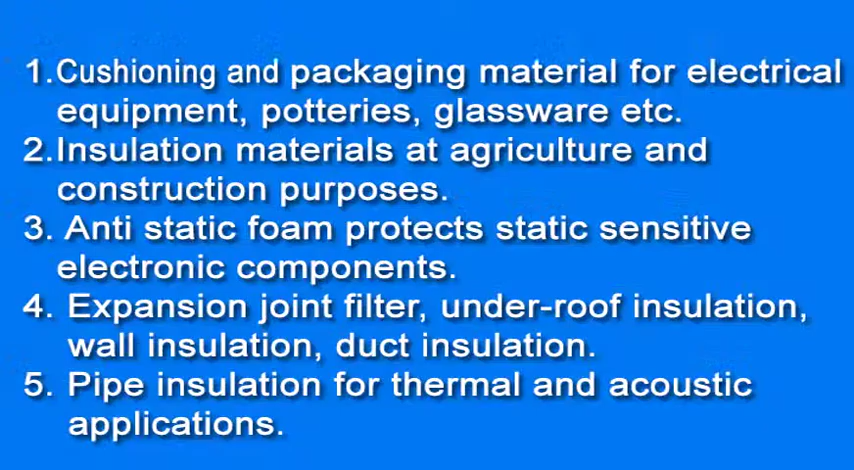 1.Cushioning and packaging material for electrical
equipment, potteries, glassware etc.
2.Insulation materials at agriculture and
construction purposes.
3. Anti static foam protects static sensitive
electronic components.
4. Expansion joint filter, under-roof insulation,
wall insulation, duct insulation.
5. Pipe insulation for thermal and acoustic
applications.